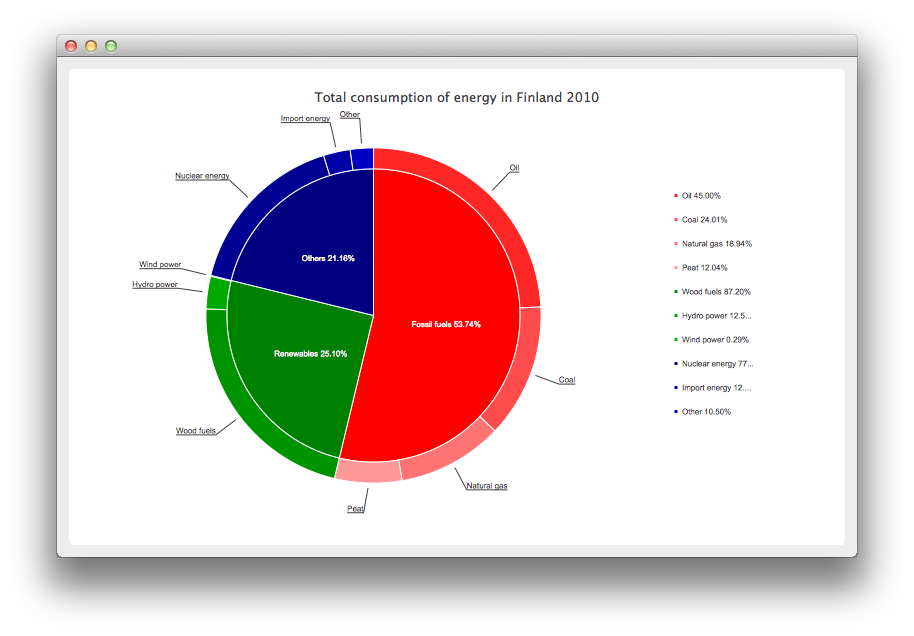 Total consumption of energy in Finland 2010
Other
Import energy
Oil
Nuclear energy
Wind power
Hydro power
Others 21.16%
Fossil fuels 53.74%
Renewables 25.10%
Coal
Wood fuels
Natural gas
Peat
Oil 45.00%
Coal 24.01%
Natural gas 18.94%
Peat 12.04%
Wood fuels 87.20%
Hydro power 12.5...
Wind power 0.29%
Nuclear energy 77...
Import energy 12....
Other 10.50%